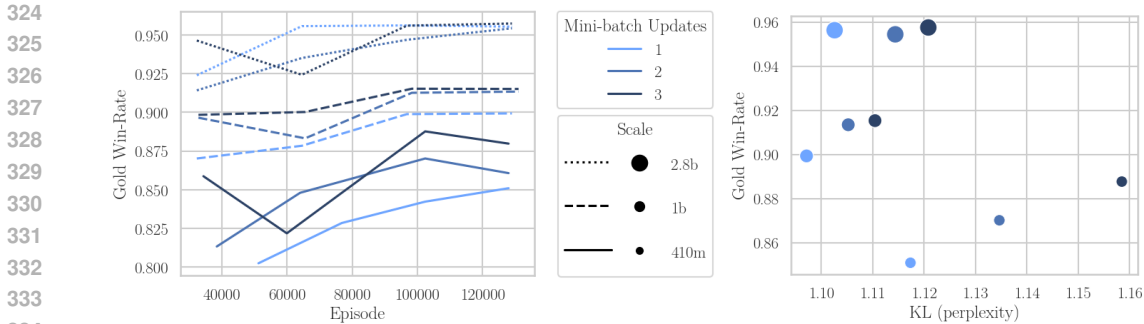 324
325
326
327
328
329
330
331
332
333
0.950
0.925
0.900
0.875
0.850
0.825
0.800
Gold Win-Rate
40000 60000 80000 100000 120000
Episode
Mini-batch Updates
1
2
3
Scale
2.8b
1b
410m
0.96
0.94
0.92
0.90
0.88
0.86
Gold Win-Rate
1.10 1.11 1.12 1.13 1.14 1.15 1.16
KL (perplexity)